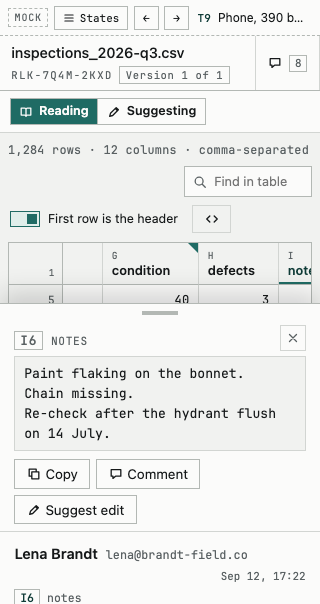 MOCK States ← → T9 Phone, 390 b…
inspections_2026-q3.csv
RLK-7Q4M-2KXD Version 1 of 1 8
Reading Suggesting
1,284 rows · 12 columns · comma-separated
Find in table
First row is the header <>
G H I
1 condition defects note
5 40 3
I6 NOTES
Paint flaking on the bonnet.
Chain missing.
Re-check after the hydrant flush
on 14 July.
Copy Comment
Suggest edit
Lena Brandt lena@brandt-field.co
Sep 12, 17:22
I6 notes